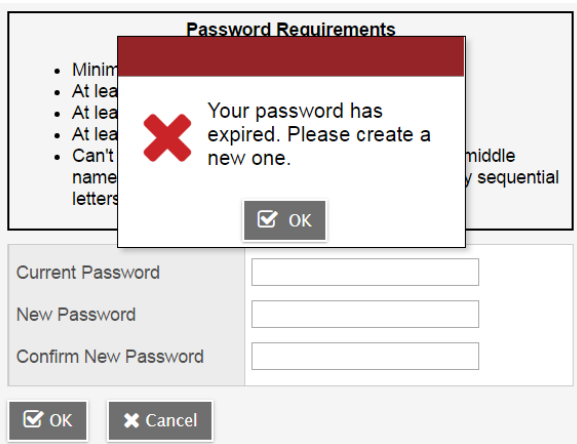 Password Requirements
Your password has
expired. Please create a
new one.
OK
• Minim
• At lea
• At lea
• At lea
• Can't middle
name y sequential
letters
Current Password
New Password
Confirm New Password
OK Cancel